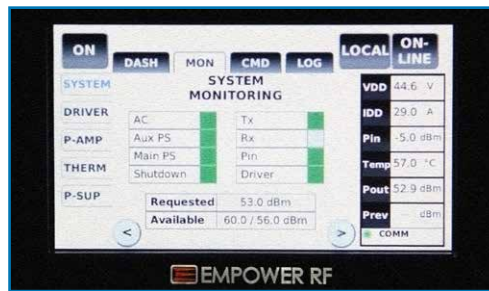 ON
DASH MON CMD LOG
LOCAL ON-LINE
SYSTEM
DRIVER
P-AMP
THERM
P-SUP
SYSTEM
MONITORING
AC Tx
Aux PS Rx
Main PS Pin
Shutdown Driver
Requested 53.0 dBm
Available 60.0 / 56.0 dBm
< >
VDD 44.6 V
IDD 29.0 A
Pin -5.0 dBm
Temp 57.0 °C
Pout 52.9 dBm
Prev dBm
COMM
EMPOWER RF